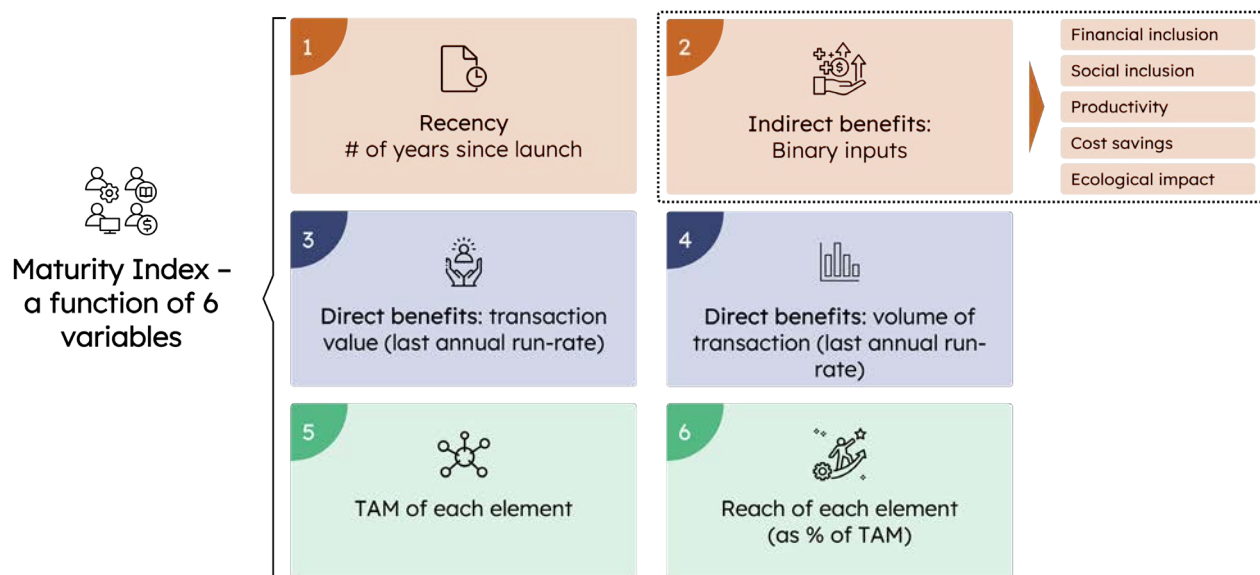 Maturity Index –
a function of 6
variables
1
Recency
# of years since launch
2
Indirect benefits:
Binary inputs
Financial inclusion
Social inclusion
Productivity
Cost savings
Ecological impact
3
Direct benefits: transaction
value (last annual run-rate)
4
Direct benefits: volume of
transaction (last annual run-
rate)
5
TAM of each element
6
Reach of each element
(as % of TAM)